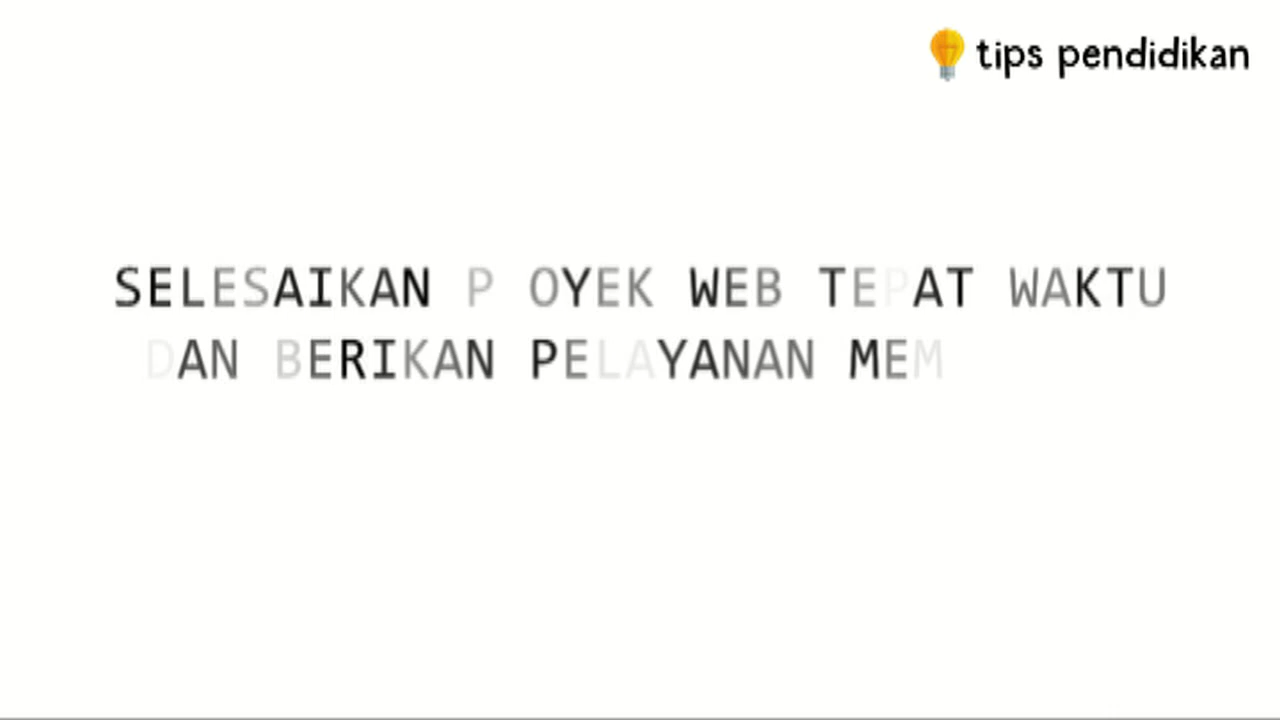 tips pendidikan
SELESAIKAN P OYEK WEB TEPAT WAKTU
DAN BERIKAN PELAYANAN MEM